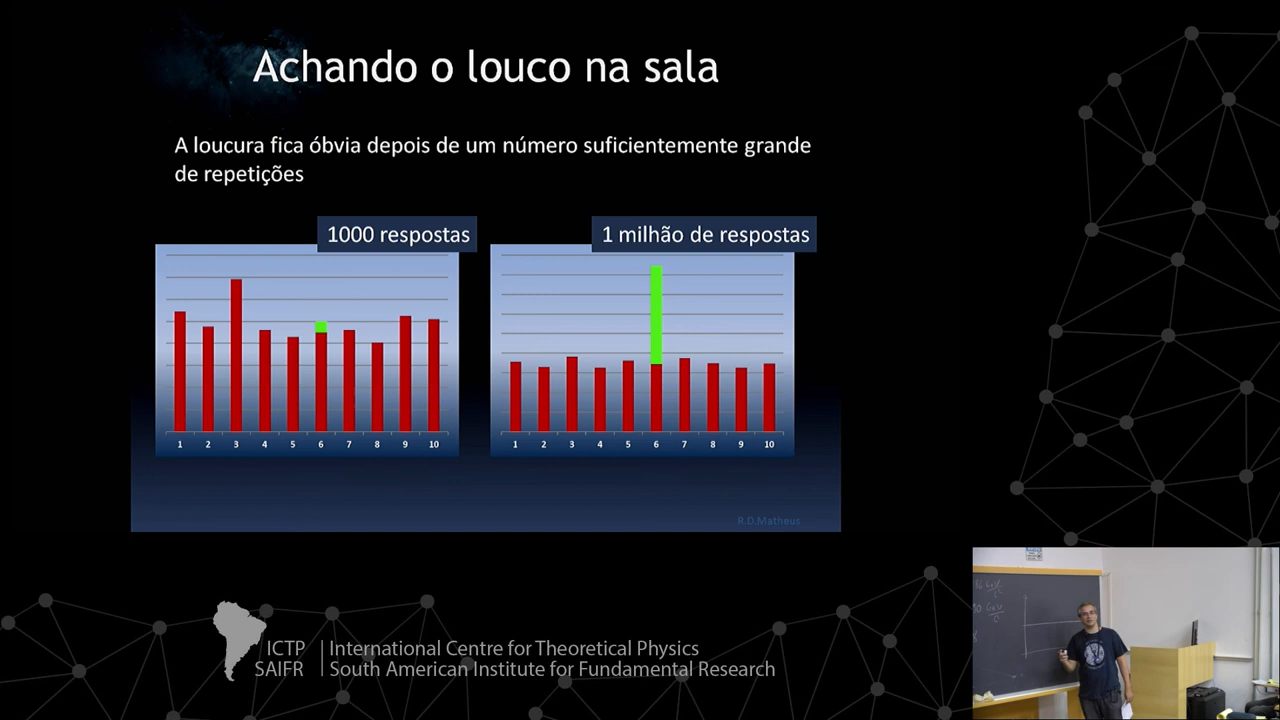 Achando o louco na sala
A loucura fica óbvia depois de um número suficientemente grande
de repetições
1000 respostas
1 milhão de respostas
1 2 3 4 5 6 7 8 9 10
1 2 3 4 5 6 7 8 9 10
R.D.Matheus
ICTP
SAIFR
International Centre for Theoretical Physics
South American Institute for Fundamental Research